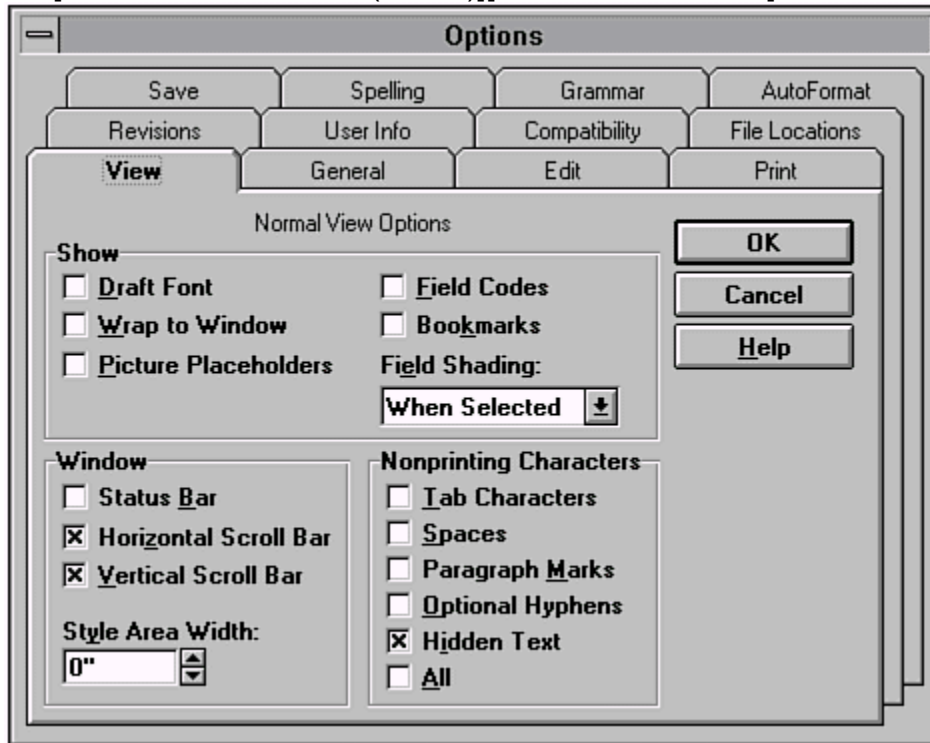 Options
Save Spelling Grammar AutoFormat
Revisions User Info Compatibility File Locations
View General Edit Print
Normal View Options
Show
Draft Font Field Codes
Wrap to Window Bookmarks
Picture Placeholders Field Shading:
When Selected
OK
Cancel
Help
Window
Status Bar
Horizontal Scroll Bar
Vertical Scroll Bar
Style Area Width:
0"
Nonprinting Characters
Tab Characters
Spaces
Paragraph Marks
Optional Hyphens
Hidden Text
All